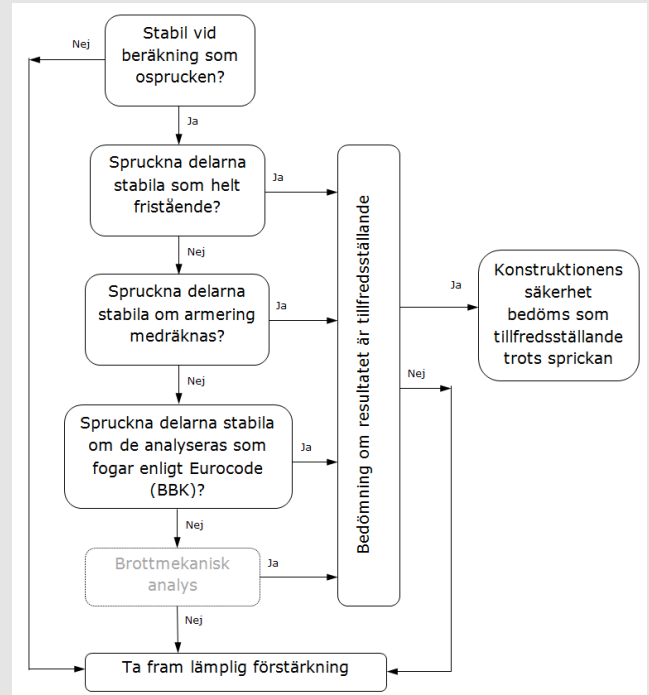 Stabil vid
beräkning som
osprucken?
Nej
Ja
Spruckna delarna
stabila som helt
fristående?
Ja
Nej
Spruckna delarna
stabila om armering
medräknas?
Ja
Nej
Spruckna delarna stabila
om de analyseras som
fogar enligt Eurocode
(BBK)?
Ja
Nej
Brottmekanisk
analys
Ja
Nej
Ta fram lämplig förstärkning
Bedömning om resultatet är tillfredsställande
Ja
Nej
Konstruktionens
säkerhet
bedöms som
tillfredsställande
trots sprickan